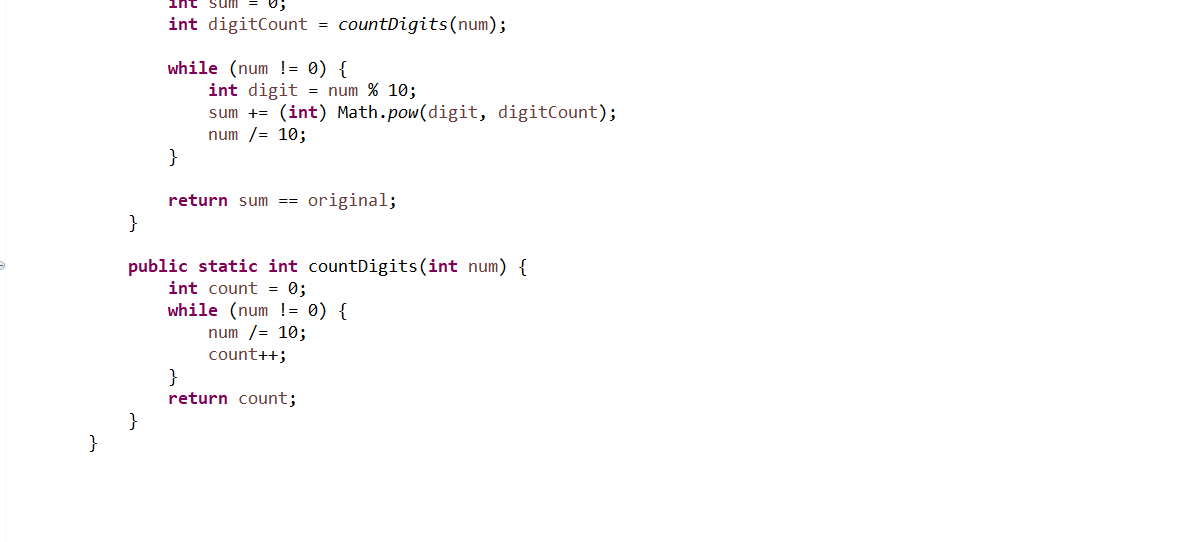 int sum = 0;
int digitCount = countDigits(num);
while (num != 0) {
int digit = num % 10;
sum += (int) Math.pow(digit, digitCount);
num /= 10;
}
return sum == original;
}
public static int countDigits(int num) {
int count = 0;
while (num != 0) {
num /= 10;
count++;
}
return count;
}
}